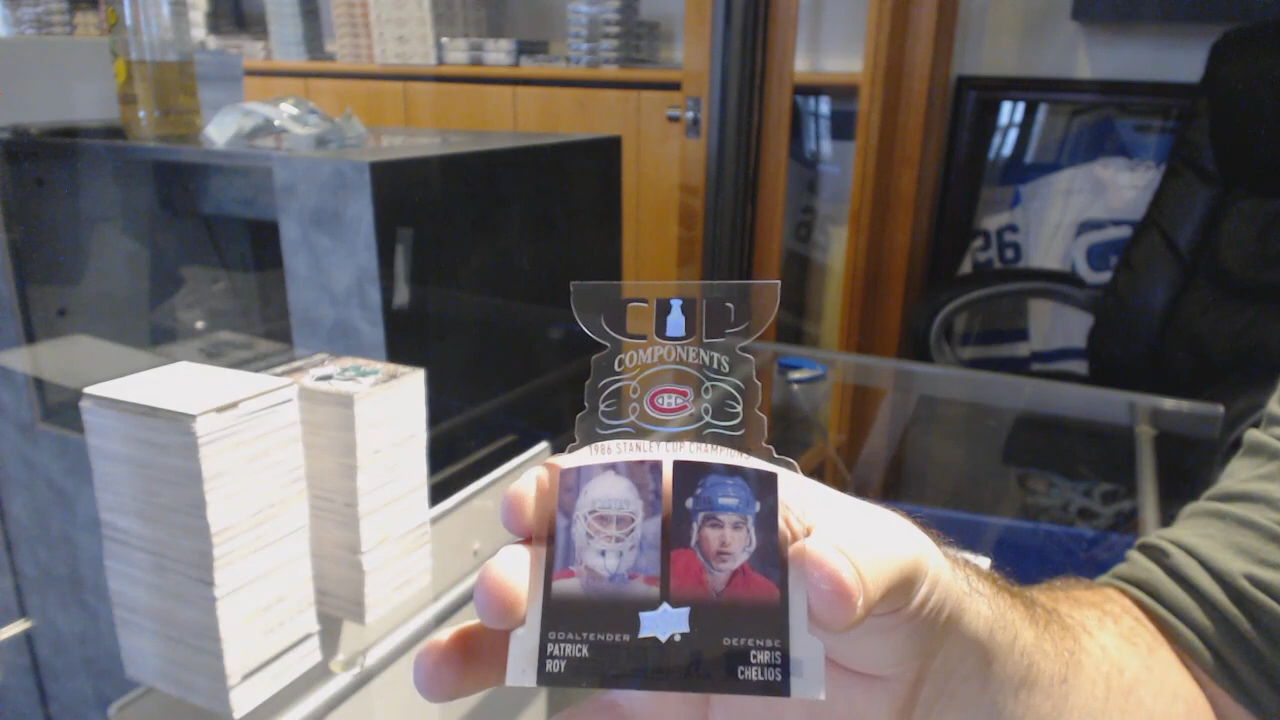 CUP
COMPONENTS
1986 STANLEY CUP CHAMPIONS
GOALTENDER
PATRICK
ROY
DEFENSE
CHRIS
CHELIOS
26